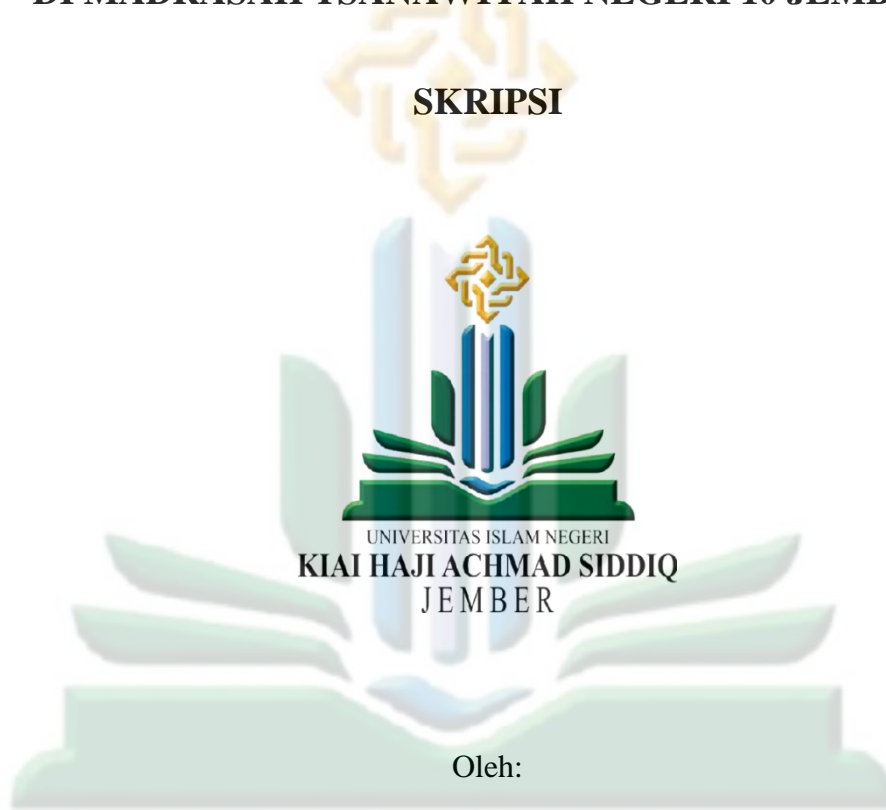 SKRIPSI
UNIVERSITAS ISLAM NEGERI
KIAI HAJI ACHMAD SIDDIQ
JEMBER
Oleh: